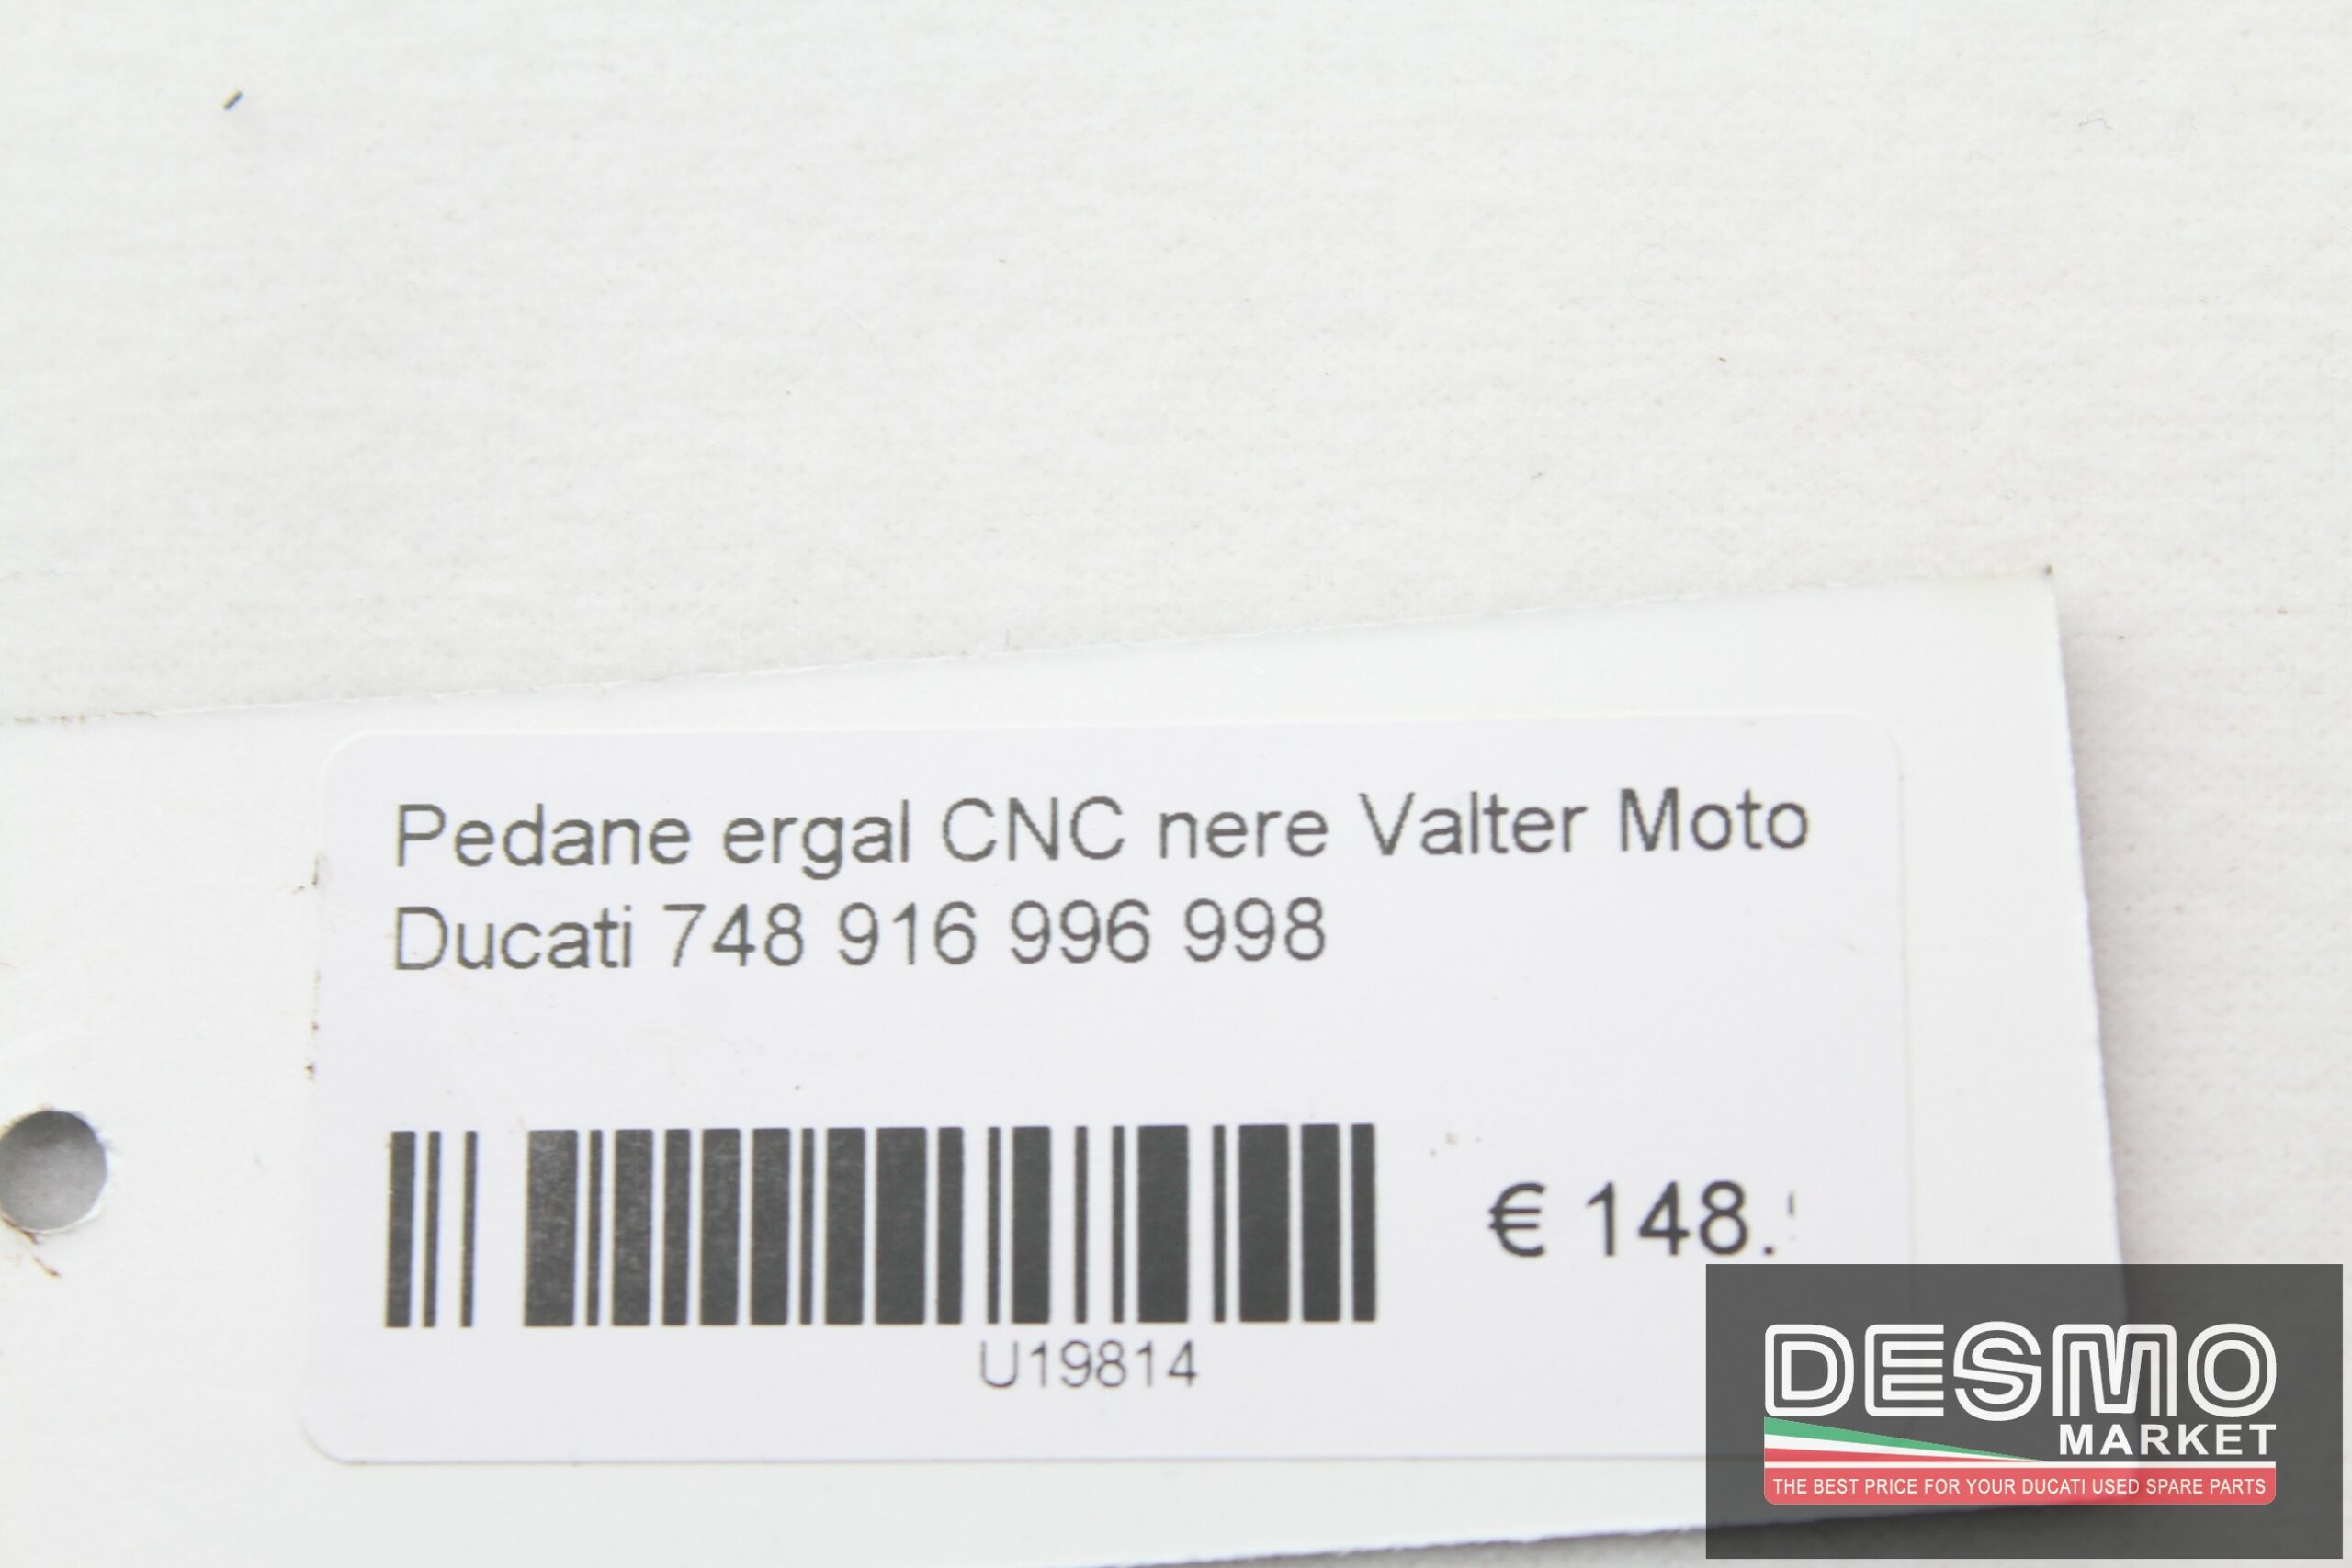 Pedane ergal CNC nere Valter Moto
Ducati 748 916 996 998
€ 148.
U19814
DESMO
MARKET
THE BEST PRICE FOR YOUR DUCATI USED SPARE PARTS